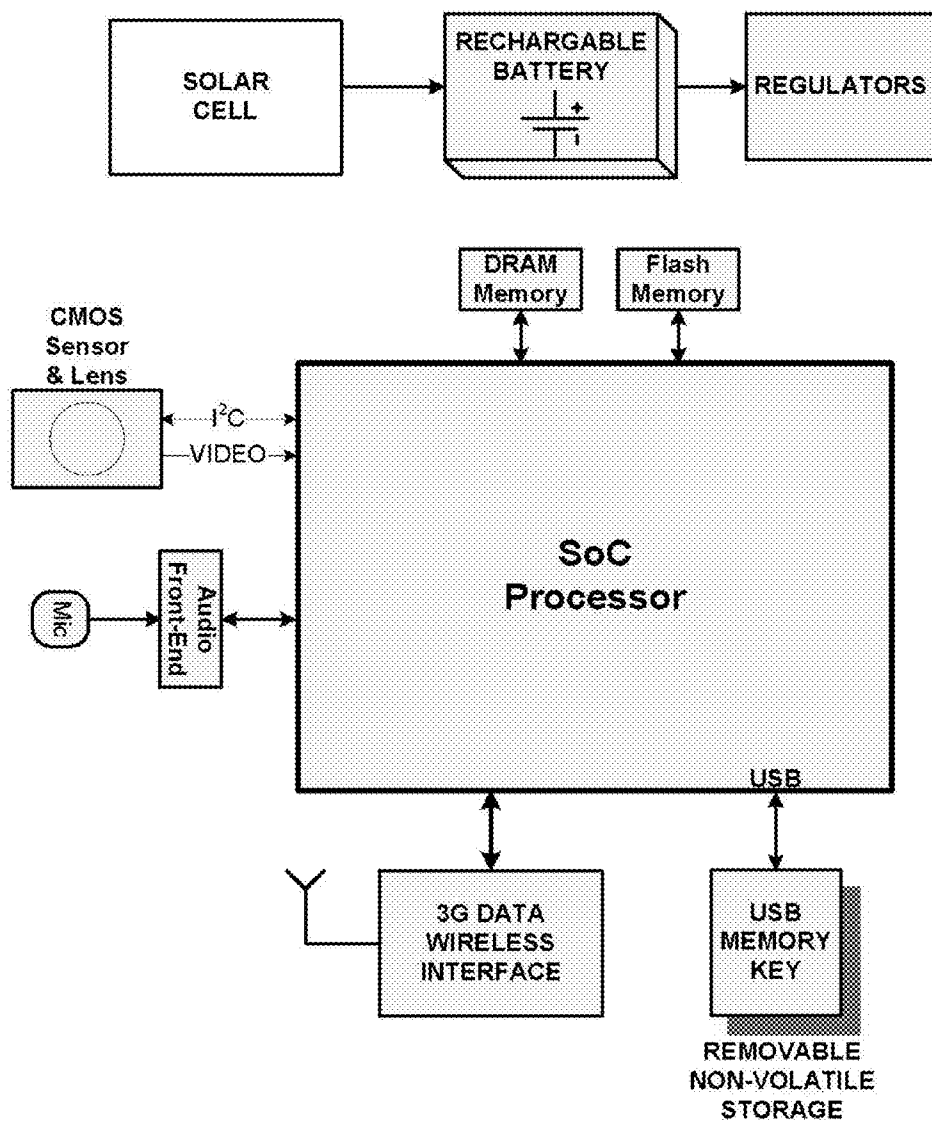 SOLAR
CELL
RECHARGABLE
BATTERY
+
REGULATORS
DRAM
Memory
Flash
Memory
CMOS
Sensor
& Lens
I²C
VIDEO
SoC
Processor
Mic
Audio
Front-End
USB
3G DATA
WIRELESS
INTERFACE
USB
MEMORY
KEY
REMOVABLE
NON-VOLATILE
STORAGE